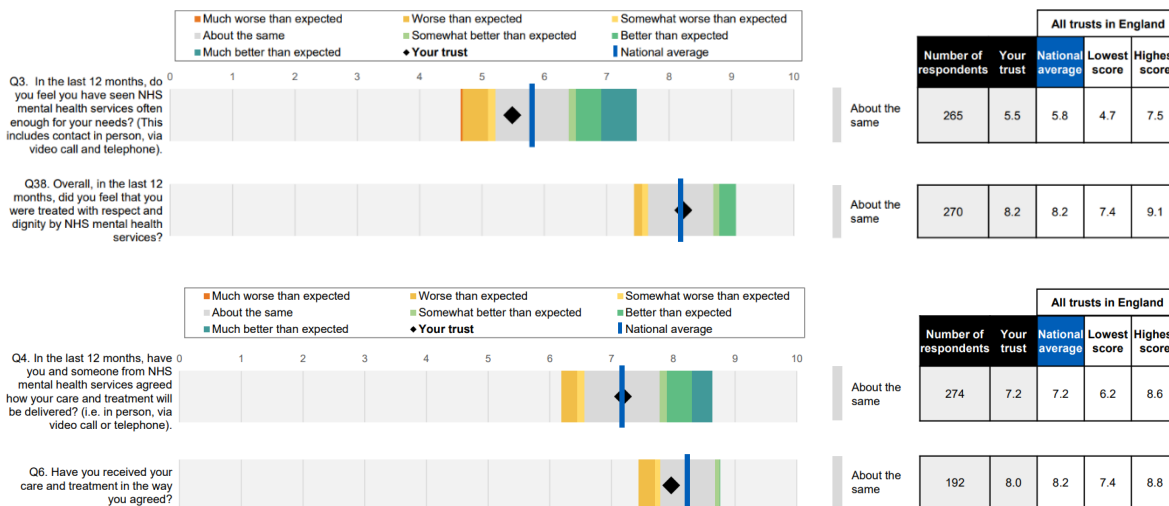 Much worse than expected Worse than expected Somewhat worse than expected
About the same Somewhat better than expected Better than expected
Much better than expected Your trust National average
All trusts in England
Number of respondents Your trust National average Lowest score Highest score
0 1 2 3 4 5 6 7 8 9 10
Q3. In the last 12 months, do
you feel you have seen NHS
mental health services often
enough for your needs? (This
includes contact in person, via
video call and telephone).
About the
same
265 5.5 5.8 4.7 7.5
Q38. Overall, in the last 12
months, did you feel that you
were treated with respect and
dignity by NHS mental health
services?
About the
same
270 8.2 8.2 7.4 9.1
Much worse than expected Worse than expected Somewhat worse than expected
About the same Somewhat better than expected Better than expected
Much better than expected Your trust National average
All trusts in England
Number of respondents Your trust National average Lowest score Highest score
0 1 2 3 4 5 6 7 8 9 10
Q4. In the last 12 months, have
you and someone from NHS
mental health services agreed
how your care and treatment will
be delivered? (i.e. in person, via
video call or telephone).
About the
same
274 7.2 7.2 6.2 8.6
Q6. Have you received your
care and treatment in the way
you agreed?
About the
same
192 8.0 8.2 7.4 8.8